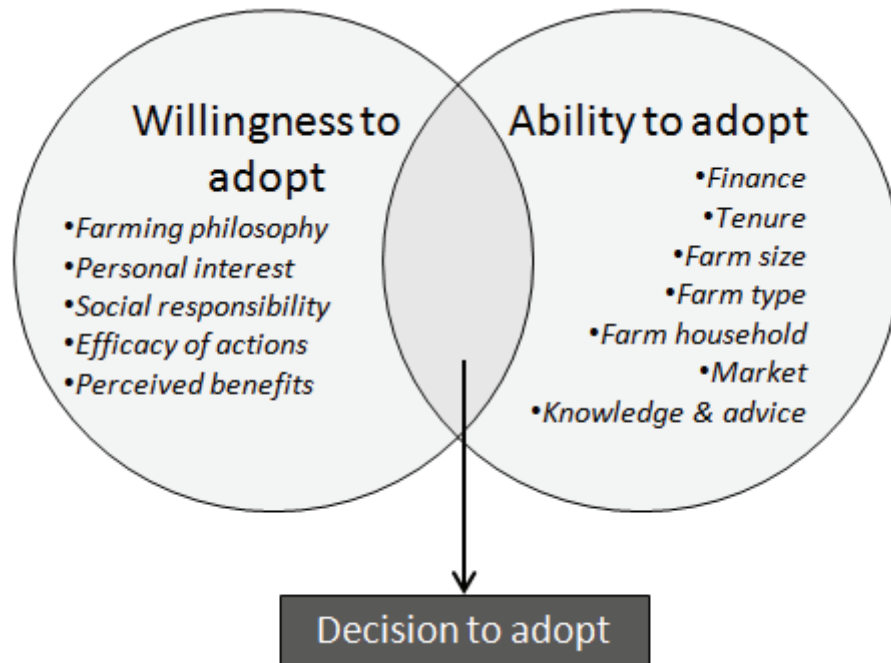 Willingness to
adopt
•Farming philosophy
•Personal interest
•Social responsibility
•Efficacy of actions
•Perceived benefits
Ability to adopt
•Finance
•Tenure
•Farm size
•Farm type
•Farm household
•Market
•Knowledge & advice
Decision to adopt